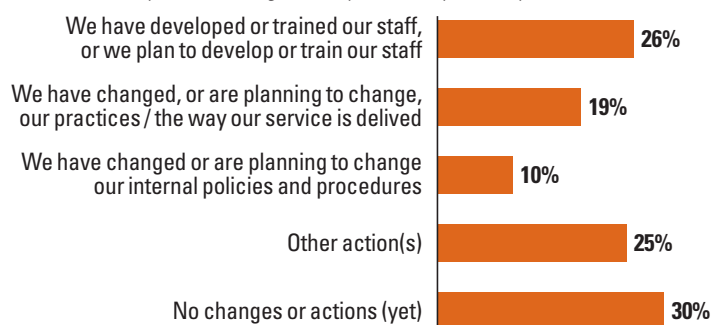 We have developed or trained our staff,
or we plan to develop or train our staff
26%
We have changed, or are planning to change,
our practices / the way our service is delived
19%
We have changed or are planning to change
our internal policies and procedures
10%
Other action(s)
25%
No changes or actions (yet)
30%